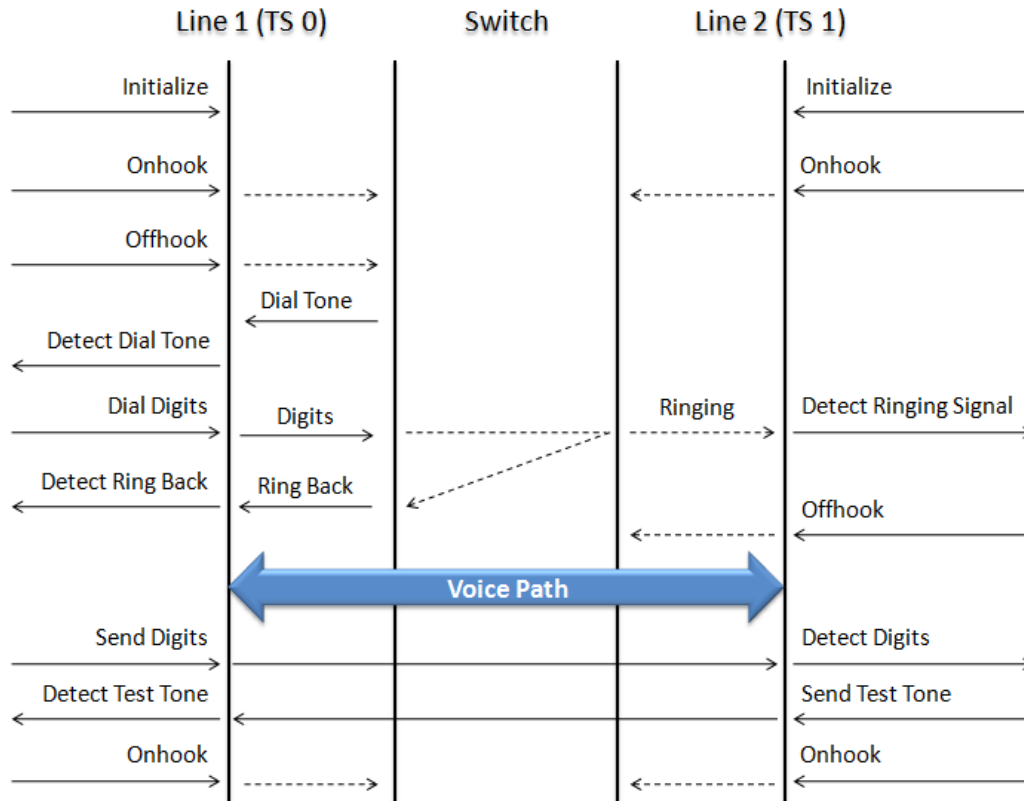 Line 1 (TS 0)
Switch
Line 2 (TS 1)
Initialize
Initialize
Onhook
Onhook
Offhook
Dial Tone
Detect Dial Tone
Dial Digits
Digits
Ringing
Detect Ringing Signal
Detect Ring Back
Ring Back
Offhook
Voice Path
Send Digits
Detect Digits
Detect Test Tone
Send Test Tone
Onhook
Onhook